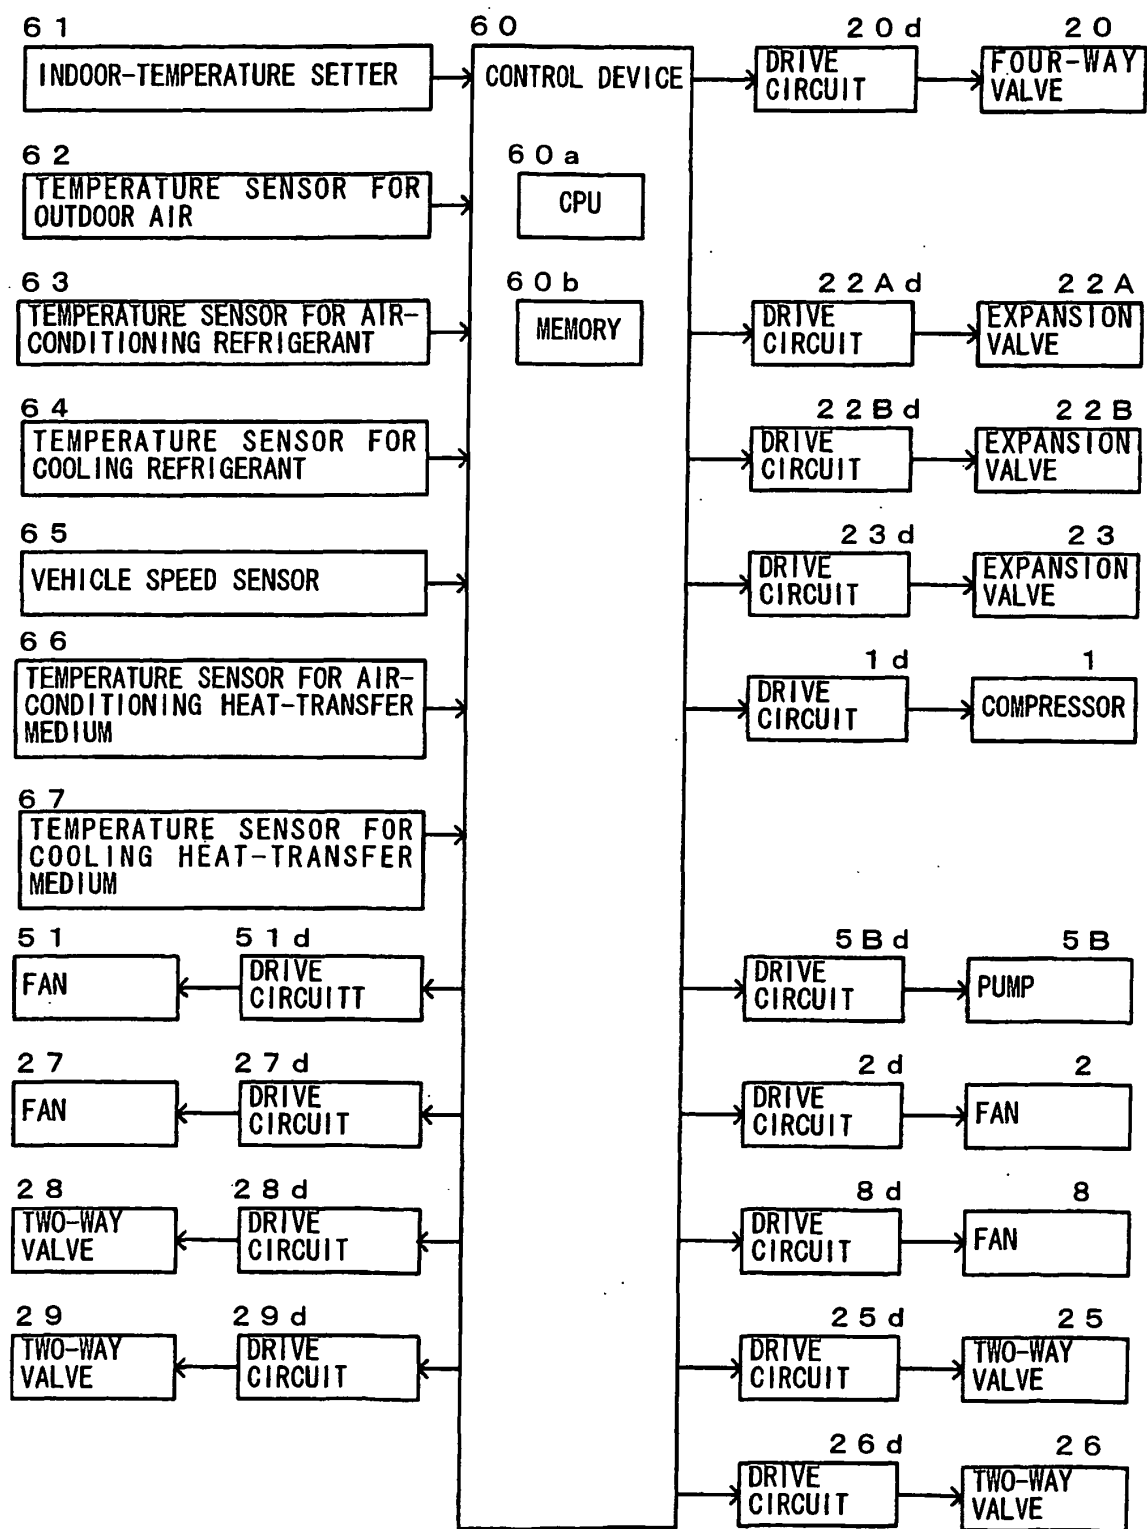 61
INDOOR-TEMPERATURE SETTER
60
CONTROL DEVICE
20d
DRIVE
CIRCUIT
20
FOUR-WAY
VALVE
62
TEMPERATURE SENSOR FOR
OUTDOOR AIR
60a
CPU
63
TEMPERATURE SENSOR FOR AIR-
CONDITIONING REFRIGERANT
60b
MEMORY
22Ad
DRIVE
CIRCUIT
22A
EXPANSION
VALVE
64
TEMPERATURE SENSOR FOR
COOLING REFRIGERANT
22Bd
DRIVE
CIRCUIT
22B
EXPANSION
VALVE
65
VEHICLE SPEED SENSOR
23d
DRIVE
CIRCUIT
23
EXPANSION
VALVE
66
TEMPERATURE SENSOR FOR AIR-
CONDITIONING HEAT-TRANSFER
MEDIUM
1d
DRIVE
CIRCUIT
1
COMPRESSOR
67
TEMPERATURE SENSOR FOR
COOLING HEAT-TRANSFER
MEDIUM
51
FAN
51d
DRIVE
CIRCUITT
5Bd
DRIVE
CIRCUIT
5B
PUMP
27
FAN
27d
DRIVE
CIRCUIT
2d
DRIVE
CIRCUIT
2
FAN
28
TWO-WAY
VALVE
28d
DRIVE
CIRCUIT
8d
DRIVE
CIRCUIT
8
FAN
29
TWO-WAY
VALVE
29d
DRIVE
CIRCUIT
25d
DRIVE
CIRCUIT
25
TWO-WAY
VALVE
26d
DRIVE
CIRCUIT
26
TWO-WAY
VALVE